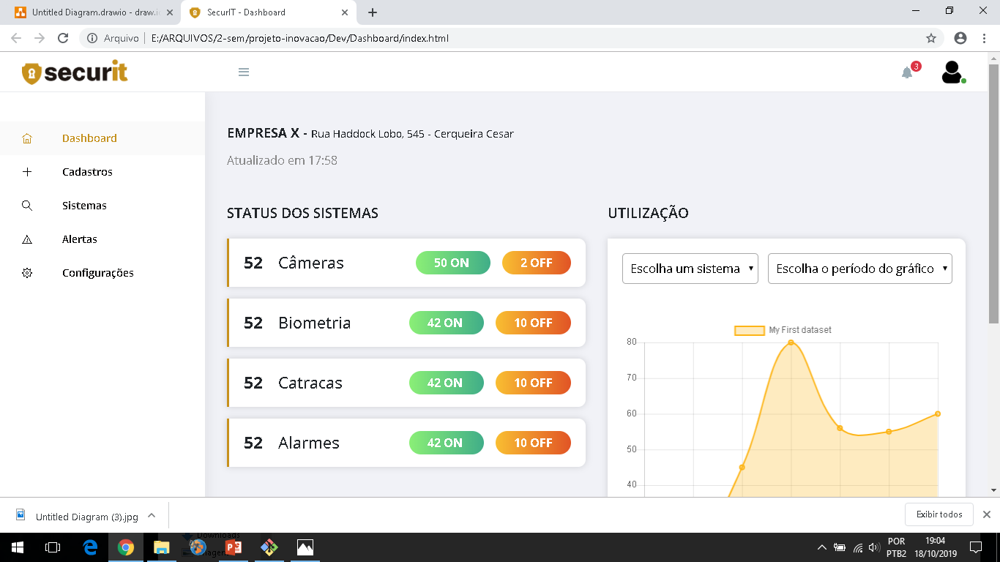 Untitled Diagram.drawio - draw.i
SecurIT - Dashboard
Arquivo
E:/ARQUIVOS/2-sem/projeto-inovacao/Dev/Dashboard/index.html
securit
3
Dashboard
Cadastros
Sistemas
Alertas
Configurações
EMPRESA X - Rua Haddock Lobo, 545 - Cerqueira Cesar
Atualizado em 17:58
STATUS DOS SISTEMAS
52 Câmeras 50 ON 2 OFF
52 Biometria 42 ON 10 OFF
52 Catracas 42 ON 10 OFF
52 Alarmes 42 ON 10 OFF
UTILIZAÇÃO
Escolha um sistema
Escolha o período do gráfico
My First dataset
80
70
60
50
40
Untitled Diagram (3).jpg
Exibir todos
Downloads
POR
PTB2
19:04
18/10/2019